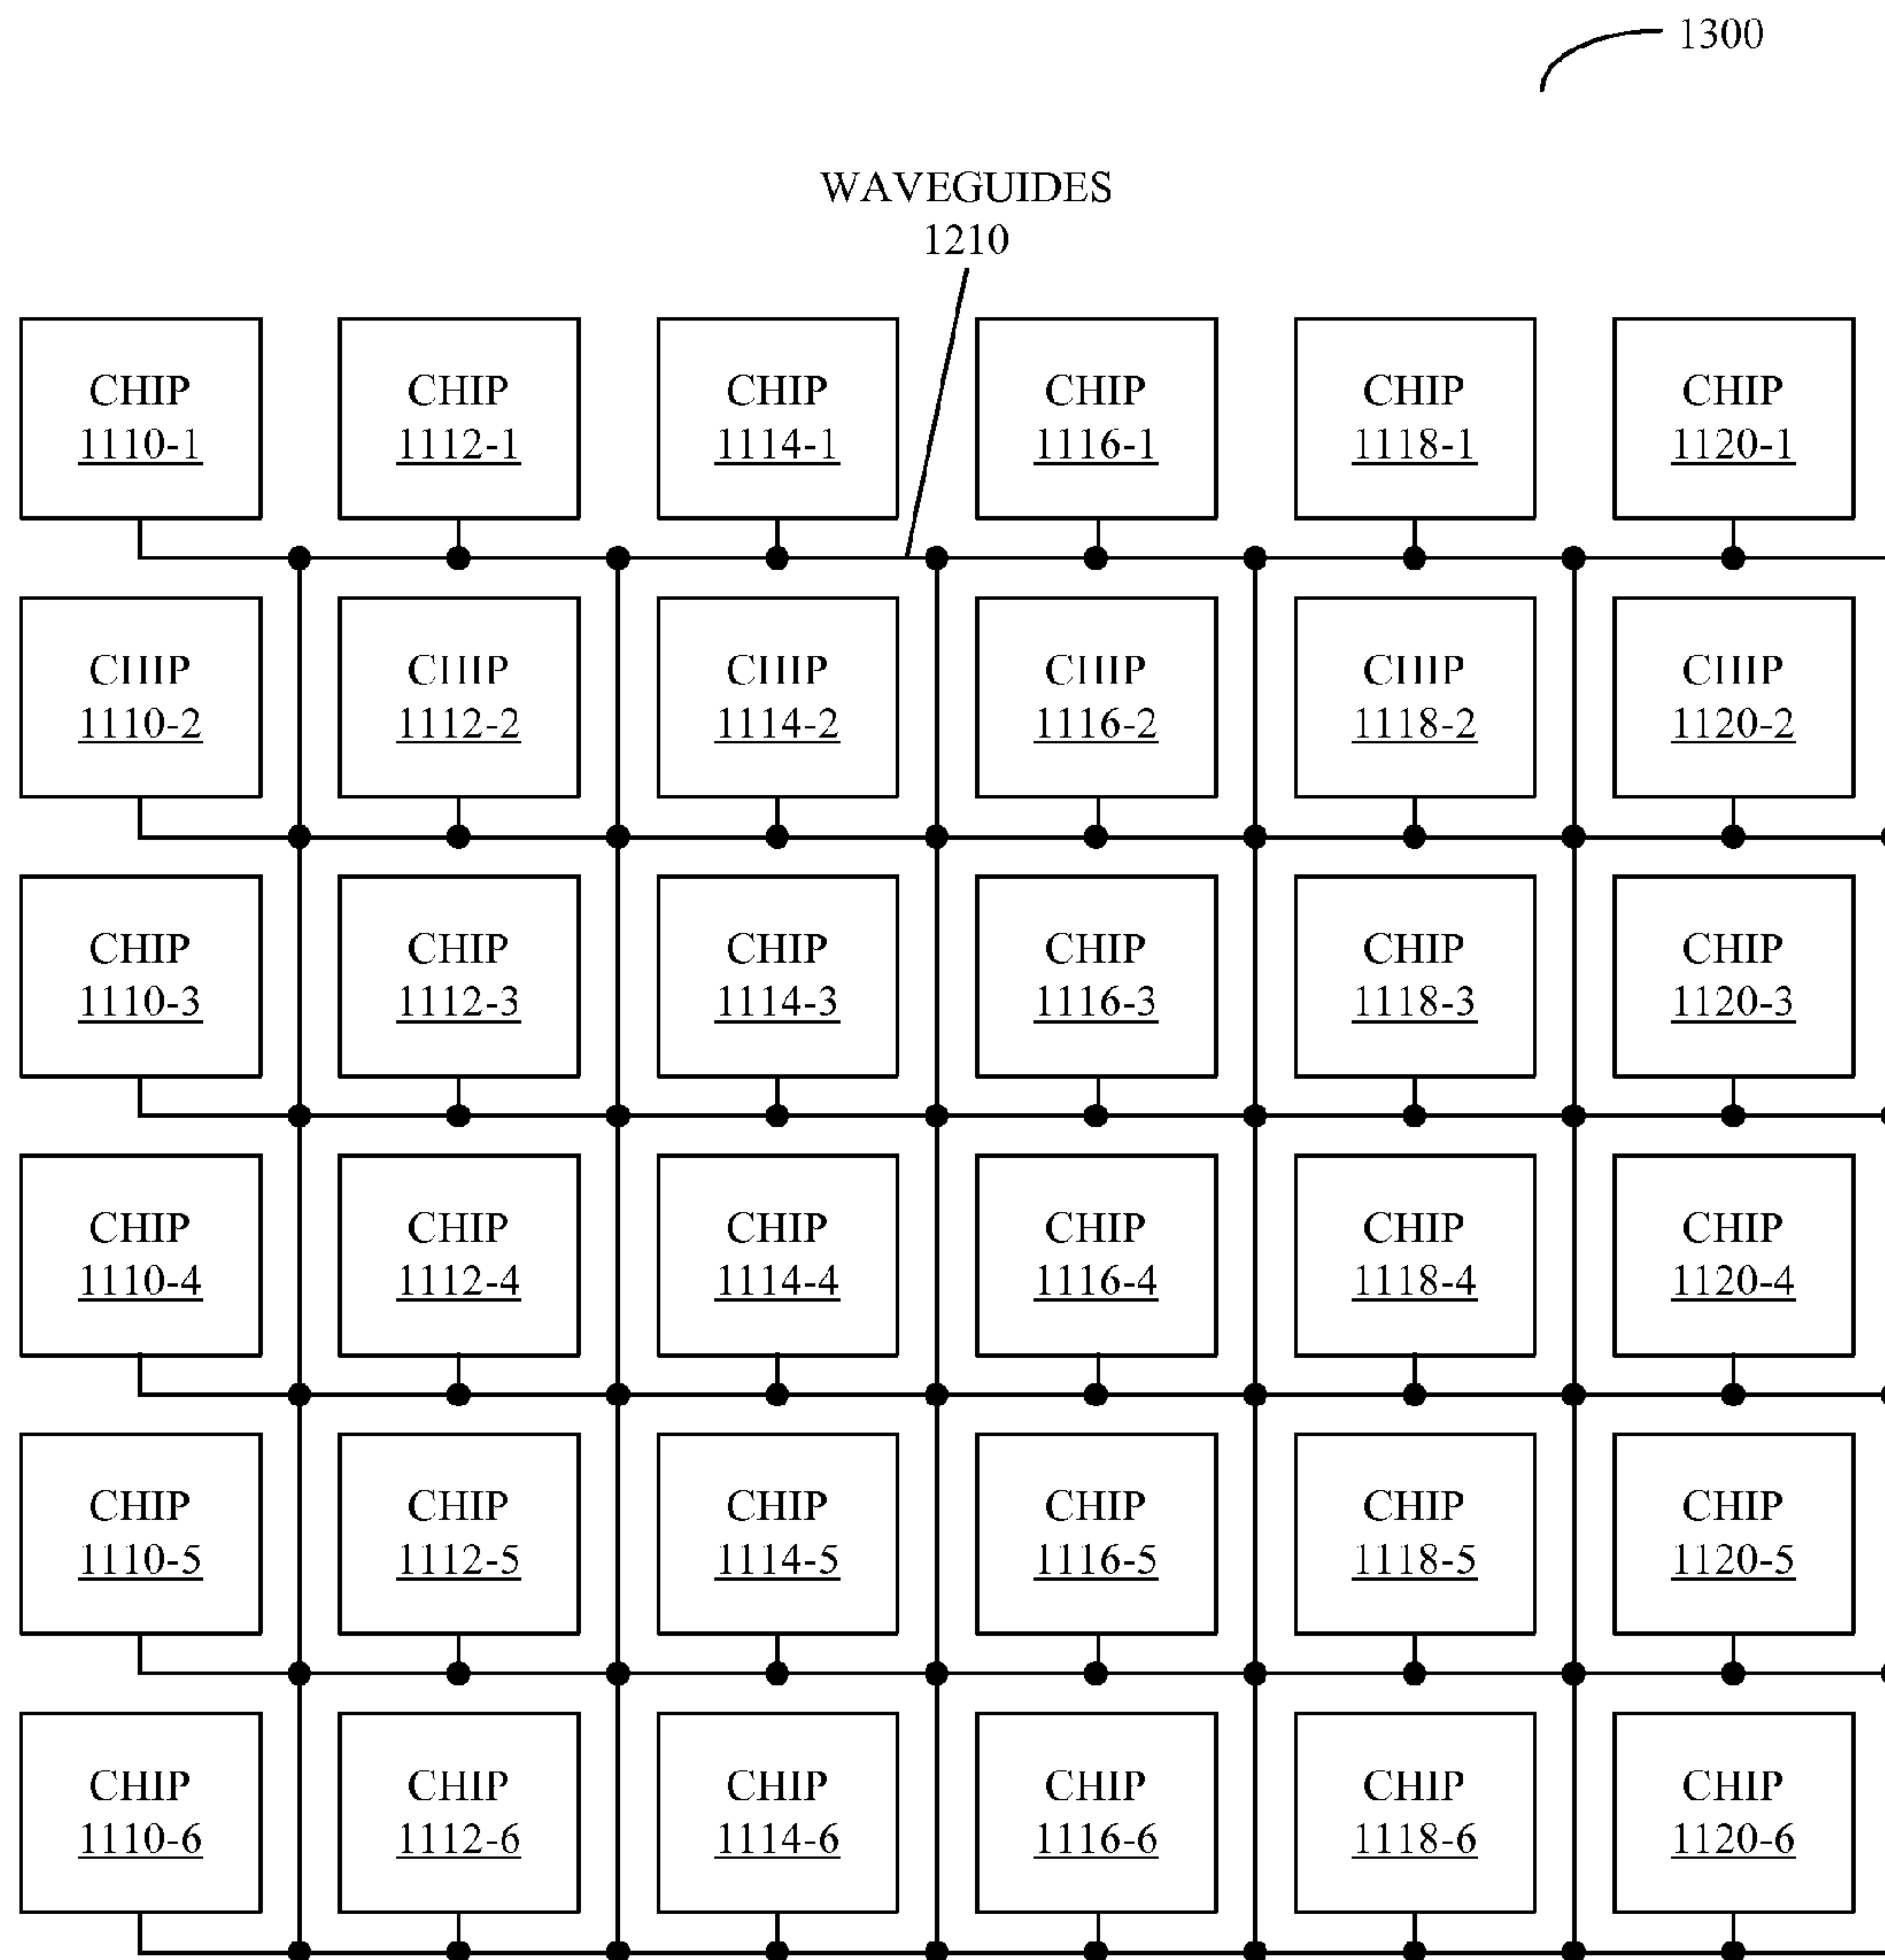 1300
WAVEGUIDES
1210
CHIP CHIP CHIP CHIP CHIP CHIP
1110-1 1112-1 1114-1 1116-1 1118-1 1120-1
CHIP CHIP CHIP CHIP CHIP CHIP
1110-2 1112-2 1114-2 1116-2 1118-2 1120-2
CHIP CHIP CHIP CHIP CHIP CHIP
1110-3 1112-3 1114-3 1116-3 1118-3 1120-3
CHIP CHIP CHIP CHIP CHIP CHIP
1110-4 1112-4 1114-4 1116-4 1118-4 1120-4
CHIP CHIP CHIP CHIP CHIP CHIP
1110-5 1112-5 1114-5 1116-5 1118-5 1120-5
CHIP CHIP CHIP CHIP CHIP CHIP
1110-6 1112-6 1114-6 1116-6 1118-6 1120-6